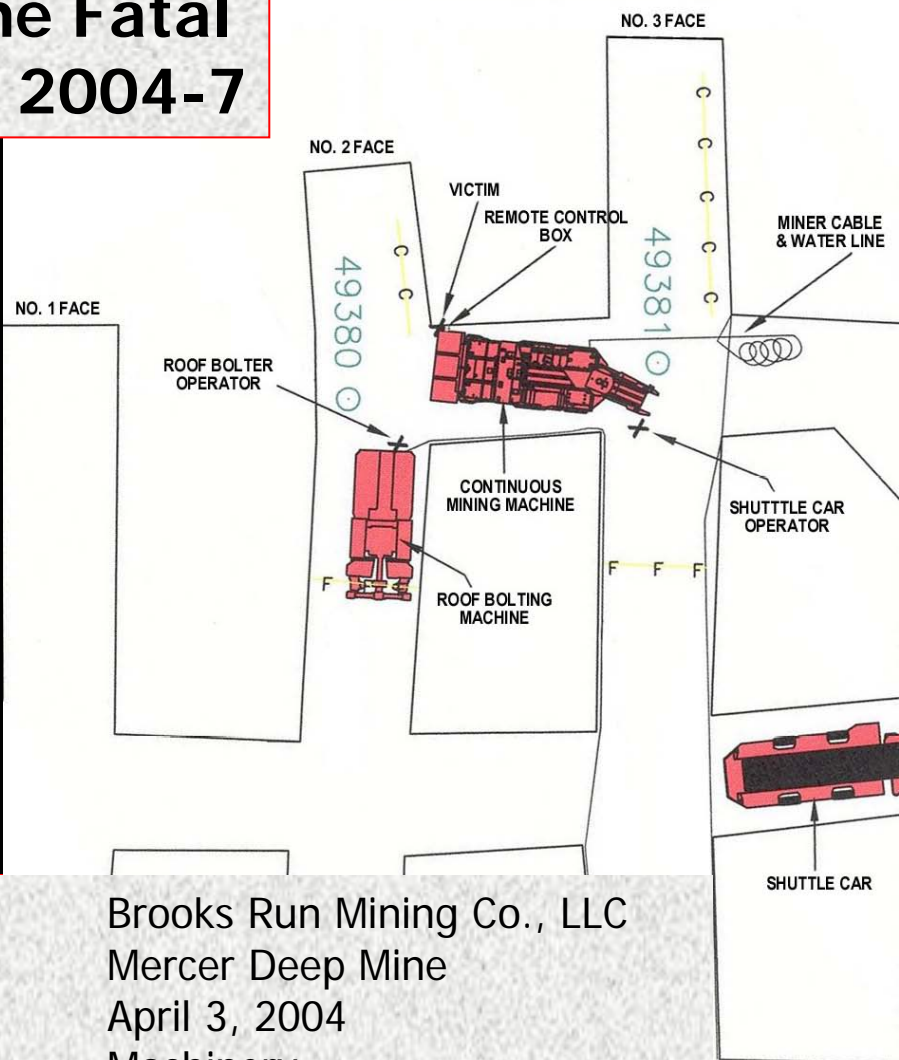 ne Fatal
2004-7
NO. 3 FACE
NO. 2 FACE
VICTIM
REMOTE CONTROL
BOX
MINER CABLE
& WATER LINE
NO. 1 FACE
ROOF BOLTER
OPERATOR
49380
49381
C
C
C
C
C
C
C
CONTINUOUS
MINING MACHINE
SHUTTTLE CAR
OPERATOR
F
F
F F F
ROOF BOLTING
MACHINE
SHUTTLE CAR
Brooks Run Mining Co., LLC
Mercer Deep Mine
April 3, 2004
Machinery